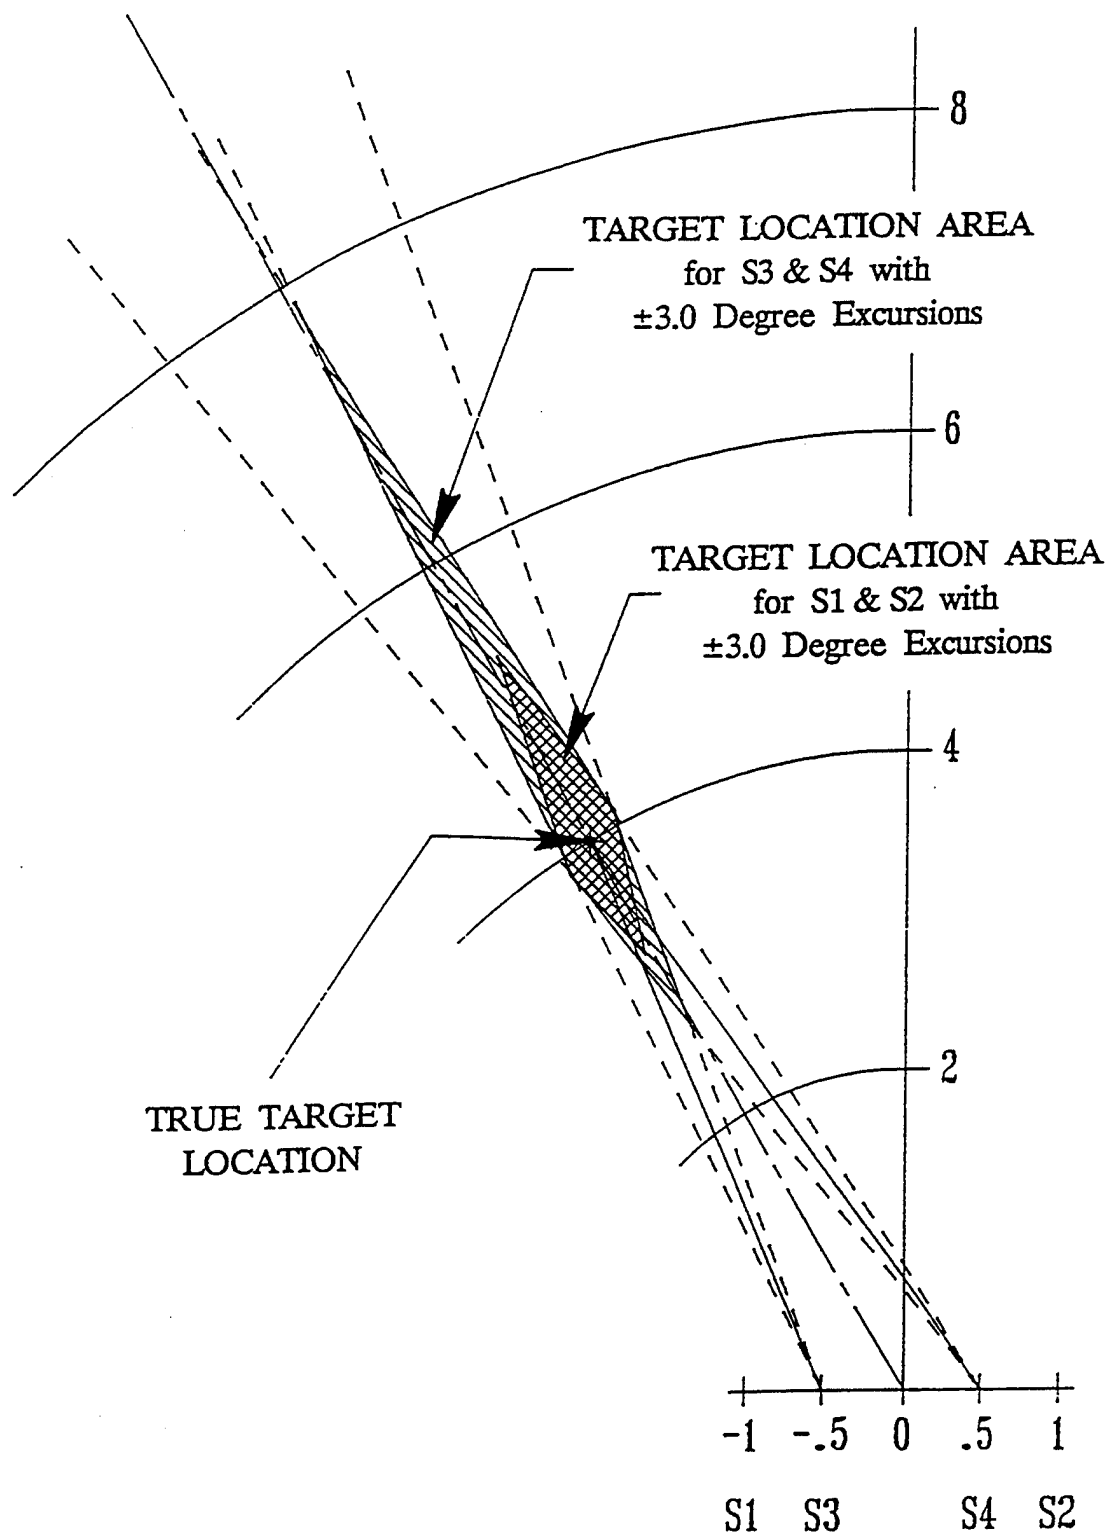 8
TARGET LOCATION AREA
for S3 & S4 with
±3.0 Degree Excursions
6
TARGET LOCATION AREA
for S1 & S2 with
±3.0 Degree Excursions
4
2
TRUE TARGET
LOCATION
-1 -.5 0 .5 1
S1 S3 S4 S2